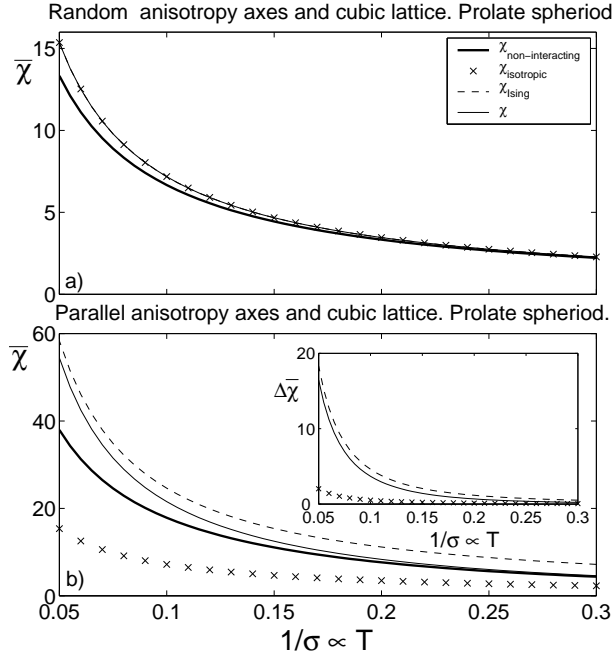 Random anisotropy axes and cubic lattice. Prolate spheriod
15
10
5
0
χ̄
χnon−interacting
χisotropic
χIsing
χ
a)
Parallel anisotropy axes and cubic lattice. Prolate spheriod.
60
40
20
0
χ̄
20
10
0
Δχ̄
0.05 0.1 0.15 0.2 0.25 0.3
1/σ ∝ T
b)
0.05 0.1 0.15 0.2 0.25 0.3
1/σ ∝ T